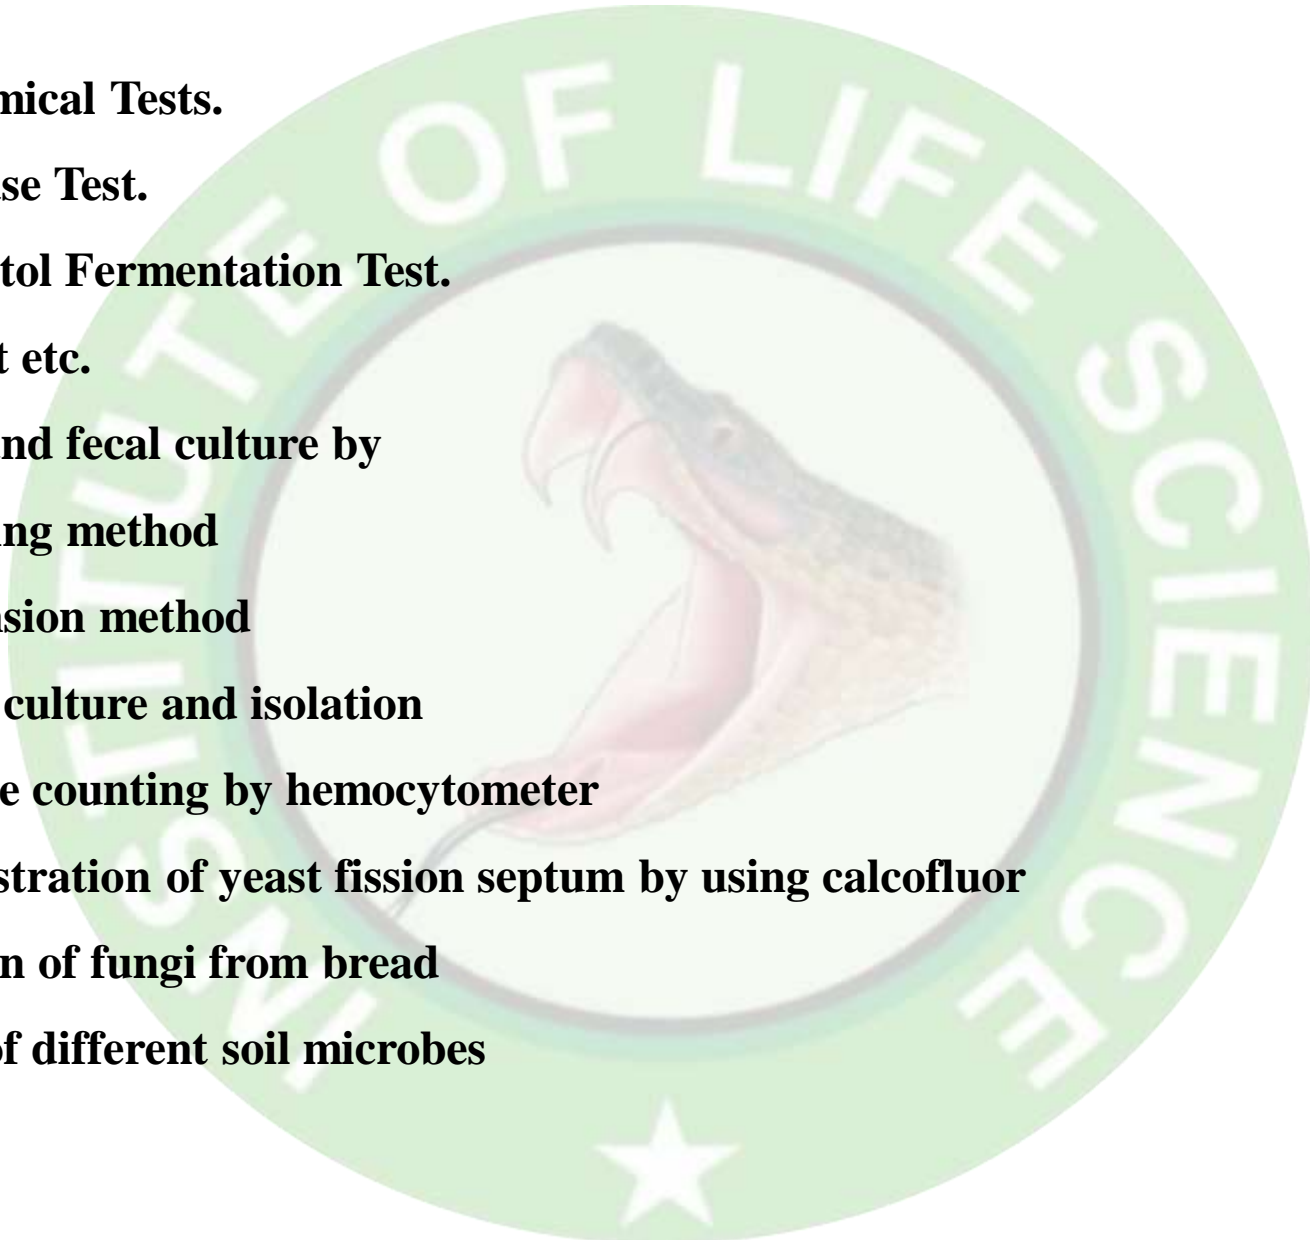 mical Tests.
se Test.
tol Fermentation Test.
t etc.
nd fecal culture by
ng method
sion method
culture and isolation
e counting by hemocytometer
stration of yeast fission septum by using calcofluor
n of fungi from bread
of different soil microbes
INSTITUTE OF LIFE SCIENCE